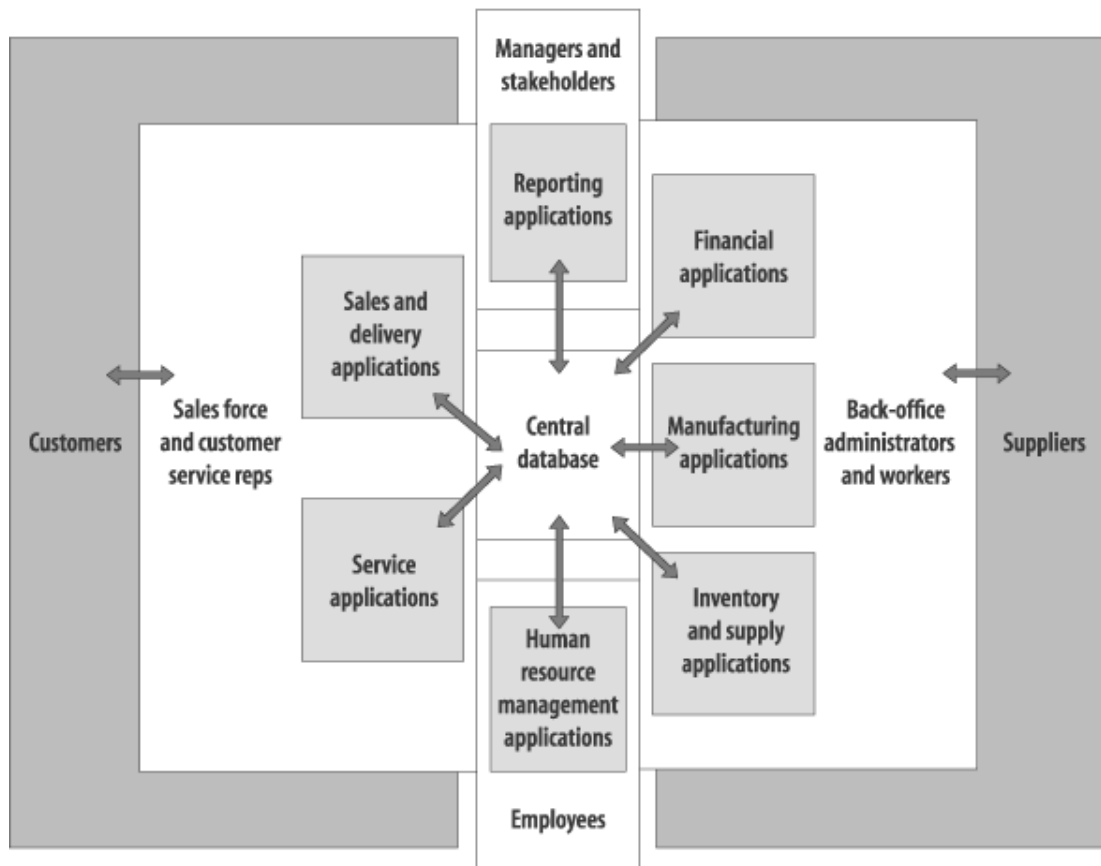 Managers and
stakeholders
Reporting
applications
Financial
applications
Sales and
delivery
applications
Customers
Sales force
and customer
service reps
Central
database
Manufacturing
applications
Back-office
administrators
and workers
Suppliers
Service
applications
Inventory
and supply
applications
Human
resource
management
applications
Employees